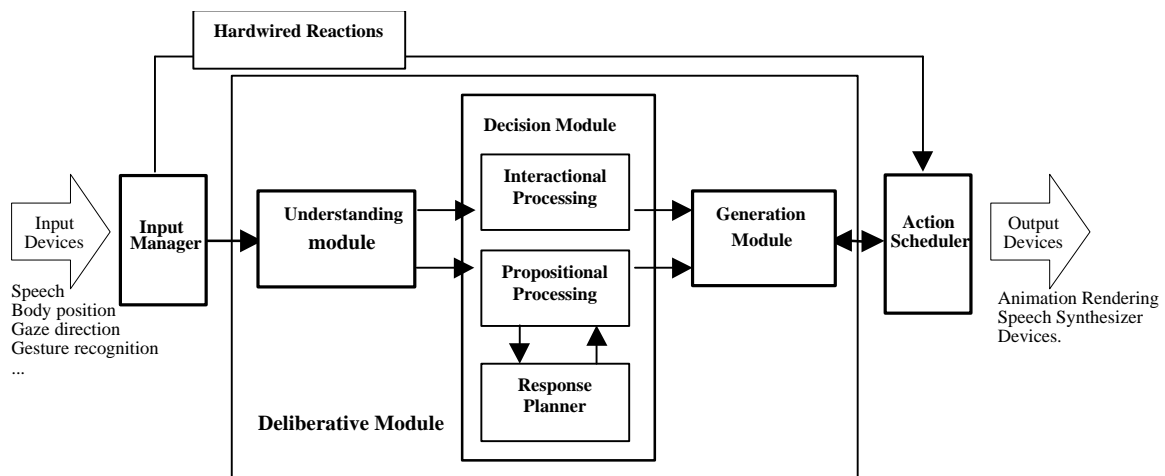 Hardwired Reactions
Decision Module
Interactional
Processing
Understanding
module
Generation
Module
Input
Manager
Input
Devices
Action
Scheduler
Output
Devices
Propositional
Processing
Speech
Body position
Gaze direction
Gesture recognition
...
Animation Rendering
Speech Synthesizer
Devices.
Response
Planner
Deliberative Module